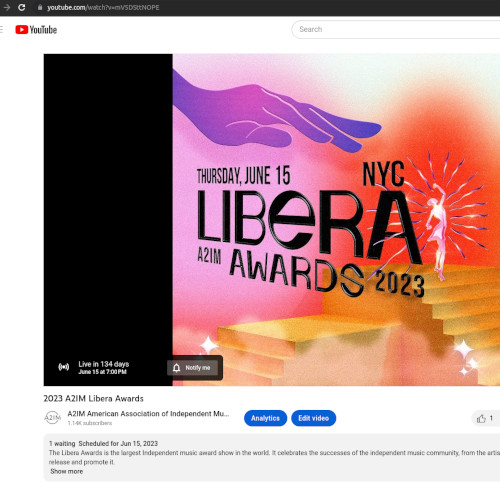 youtube.com/watch?v=mV5DSttNOPE
YouTube
Search
THURSDAY, JUNE 15
NYC
LIBERA
A2IM AWARDS 2023
Live in 134 days
June 15 at 7:00 PM
Notify me
2023 A2IM Libera Awards
A2IM
A2IM American Association of Independent Mu...
1.14K subscribers
Analytics
Edit video
1
1 waiting Scheduled for Jun 15, 2023
The Libera Awards is the largest Independent music award show in the world. It celebrates the successes of the independent music community, from the artis
release and promote it.
Show more